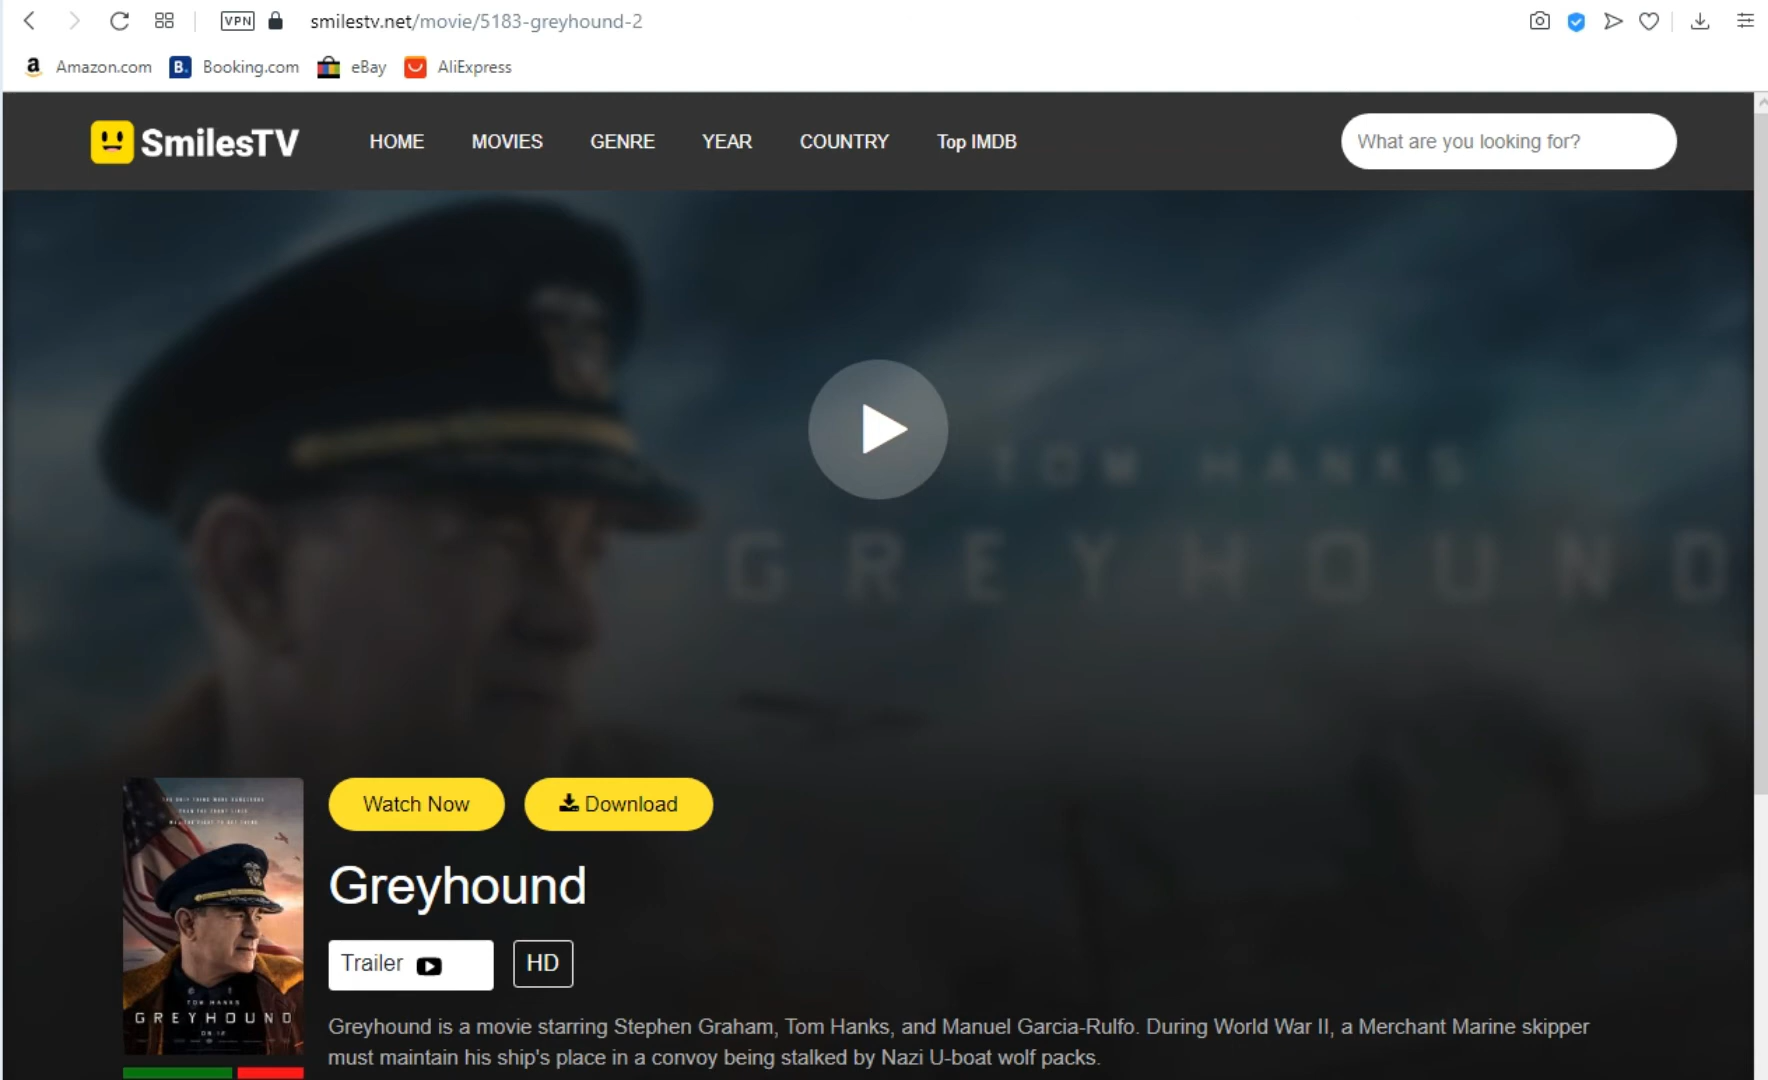 VPN
smilestv.net/movie/5183-greyhound-2
a Amazon.com B. Booking.com eBay AliExpress
SmilesTV HOME MOVIES GENRE YEAR COUNTRY Top IMDB What are you looking for?
TOM HANKS
GREYHOUND
Watch Now Download
Greyhound
Trailer HD
TOM HANKS
GREYHOUND
Greyhound is a movie starring Stephen Graham, Tom Hanks, and Manuel Garcia-Rulfo. During World War II, a Merchant Marine skipper
must maintain his ship's place in a convoy being stalked by Nazi U-boat wolf packs.